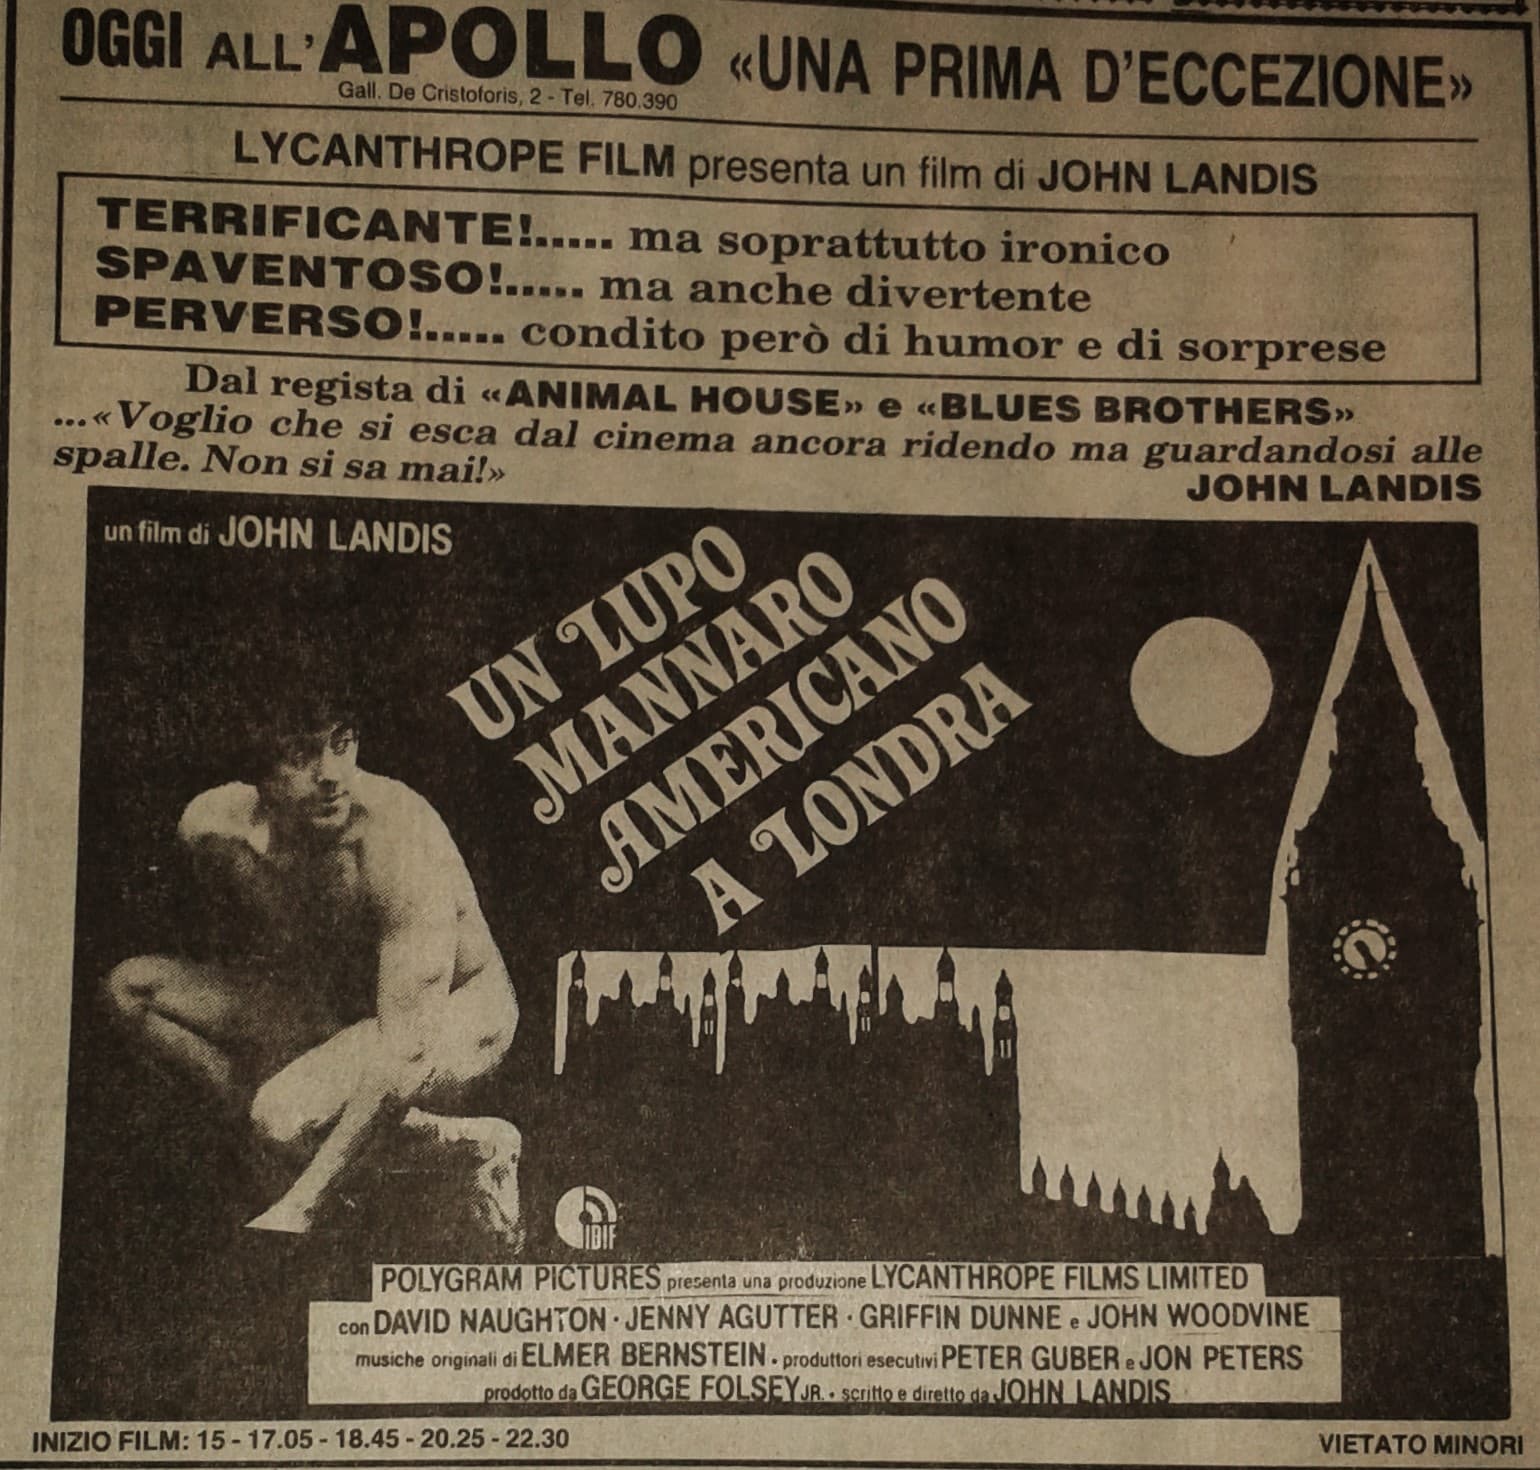 OGGI ALL'APOLLO «UNA PRIMA D'ECCEZIONE»
Gall. De Cristoforis, 2 - Tel. 780.390
LYCANTHROPE FILM presenta un film di JOHN LANDIS
TERRIFICANTE!..... ma soprattutto ironico
SPAVENTOSO!..... ma anche divertente
PERVERSO!..... condito però di humor e di sorprese
Dal regista di «ANIMAL HOUSE» e «BLUES BROTHERS»
...«Voglio che si esca dal cinema ancora ridendo ma guardandosi alle
spalle. Non si sa mai!»
JOHN LANDIS
un film di JOHN LANDIS
UN LUPO
MANNARO
AMERICANO
A LONDRA
IDIF
POLYGRAM PICTURES presenta una produzione LYCANTHROPE FILMS LIMITED
con DAVID NAUGHTON · JENNY AGUTTER · GRIFFIN DUNNE e JOHN WOODVINE
musiche originali di ELMER BERNSTEIN · produttori esecutivi PETER GUBER e JON PETERS
prodotto da GEORGE FOLSEY JR. · scritto e diretto da JOHN LANDIS
INIZIO FILM: 15 - 17.05 - 18.45 - 20.25 - 22.30
VIETATO MINORI